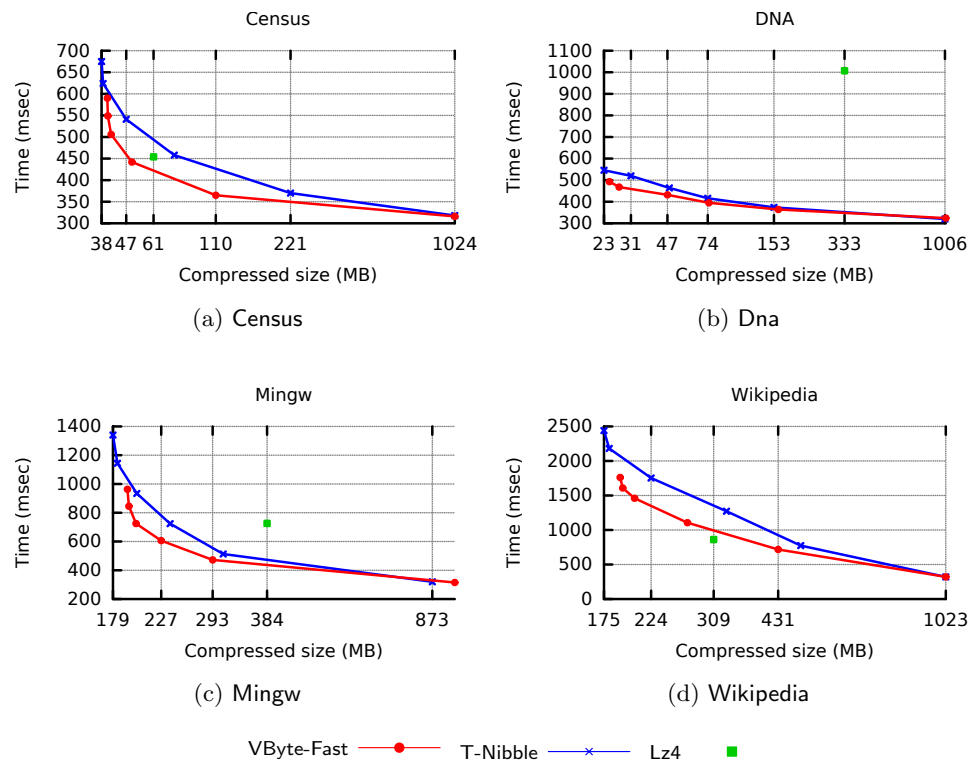 Census
Time (msec)
700
650
600
550
500
450
400
350
300
38 47 61 110 221 1024
Compressed size (MB)
(a) Census
DNA
Time (msec)
1100
1000
900
800
700
600
500
400
300
23 31 47 74 153 333 1006
Compressed size (MB)
(b) Dna
Mingw
Time (msec)
1400
1200
1000
800
600
400
200
179 227 293 384 873
Compressed size (MB)
(c) Mingw
Wikipedia
Time (msec)
2500
2000
1500
1000
500
0
175 224 309 431 1023
Compressed size (MB)
(d) Wikipedia
VByte-Fast T-Nibble Lz4